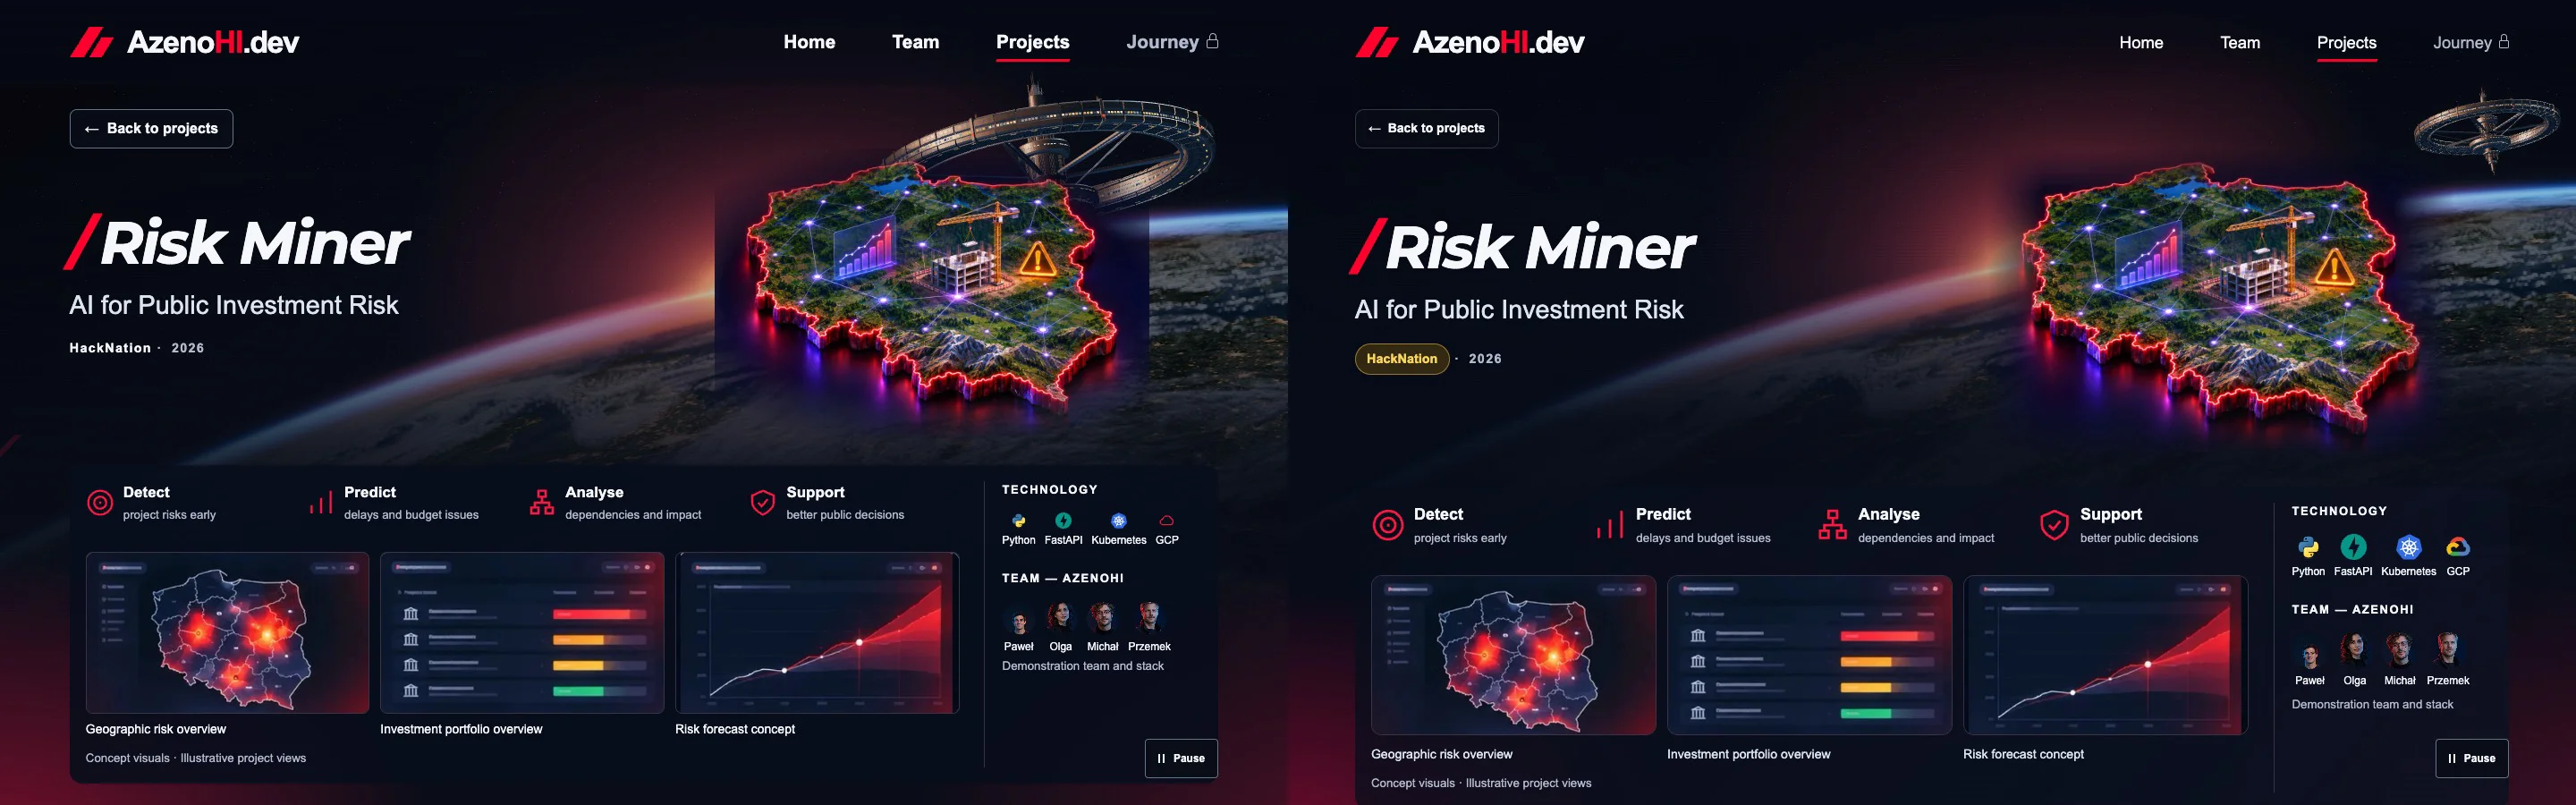 AzenoHI.dev
Home Team Projects Journey
← Back to projects
/Risk Miner
AI for Public Investment Risk
HackNation · 2026
Detect
project risks early
Predict
delays and budget issues
Analyse
dependencies and impact
Support
better public decisions
Geographic risk overview
Investment portfolio overview
Risk forecast concept
Concept visuals · Illustrative project views
TECHNOLOGY
Python FastAPI Kubernetes GCP
TEAM — AZENOHI
Paweł Olga Michał Przemek
Demonstration team and stack
Pause
AzenoHI.dev
Home Team Projects Journey
← Back to projects
/Risk Miner
AI for Public Investment Risk
HackNation · 2026
Detect
project risks early
Predict
delays and budget issues
Analyse
dependencies and impact
Support
better public decisions
Geographic risk overview
Investment portfolio overview
Risk forecast concept
Concept visuals · Illustrative project views
TECHNOLOGY
Python FastAPI Kubernetes GCP
TEAM — AZENOHI
Paweł Olga Michał Przemek
Demonstration team and stack
Pause